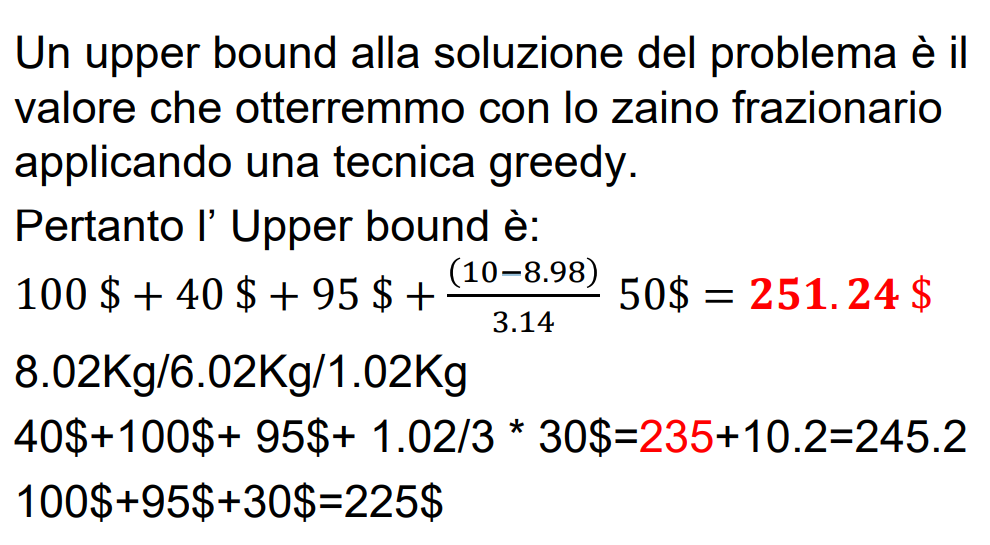 Un upper bound alla soluzione del problema è il
valore che otterremmo con lo zaino frazionario
applicando una tecnica greedy.
Pertanto l’ Upper bound è:
100 $ + 40 $ + 95 $ + (10−8.98)/3.14 50$ = 251.24 $
8.02Kg/6.02Kg/1.02Kg
40$+100$+ 95$+ 1.02/3 * 30$=235+10.2=245.2
100$+95$+30$=225$